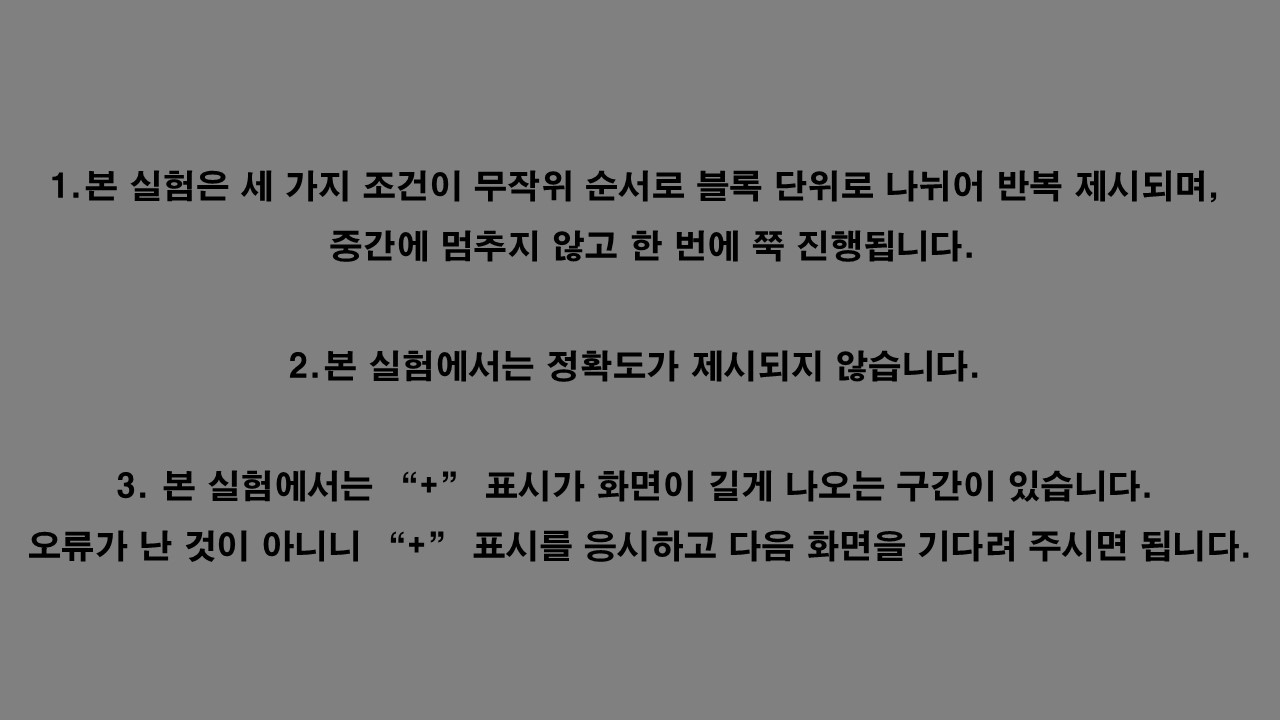 1.본 실험은 세 가지 조건이 무작위 순서로 블록 단위로 나뉘어 반복 제시되며,
중간에 멈추지 않고 한 번에 쭉 진행됩니다.
2.본 실험에서는 정확도가 제시되지 않습니다.
3. 본 실험에서는 “+” 표시가 화면이 길게 나오는 구간이 있습니다.
오류가 난 것이 아니니 “+” 표시를 응시하고 다음 화면을 기다려 주시면 됩니다.